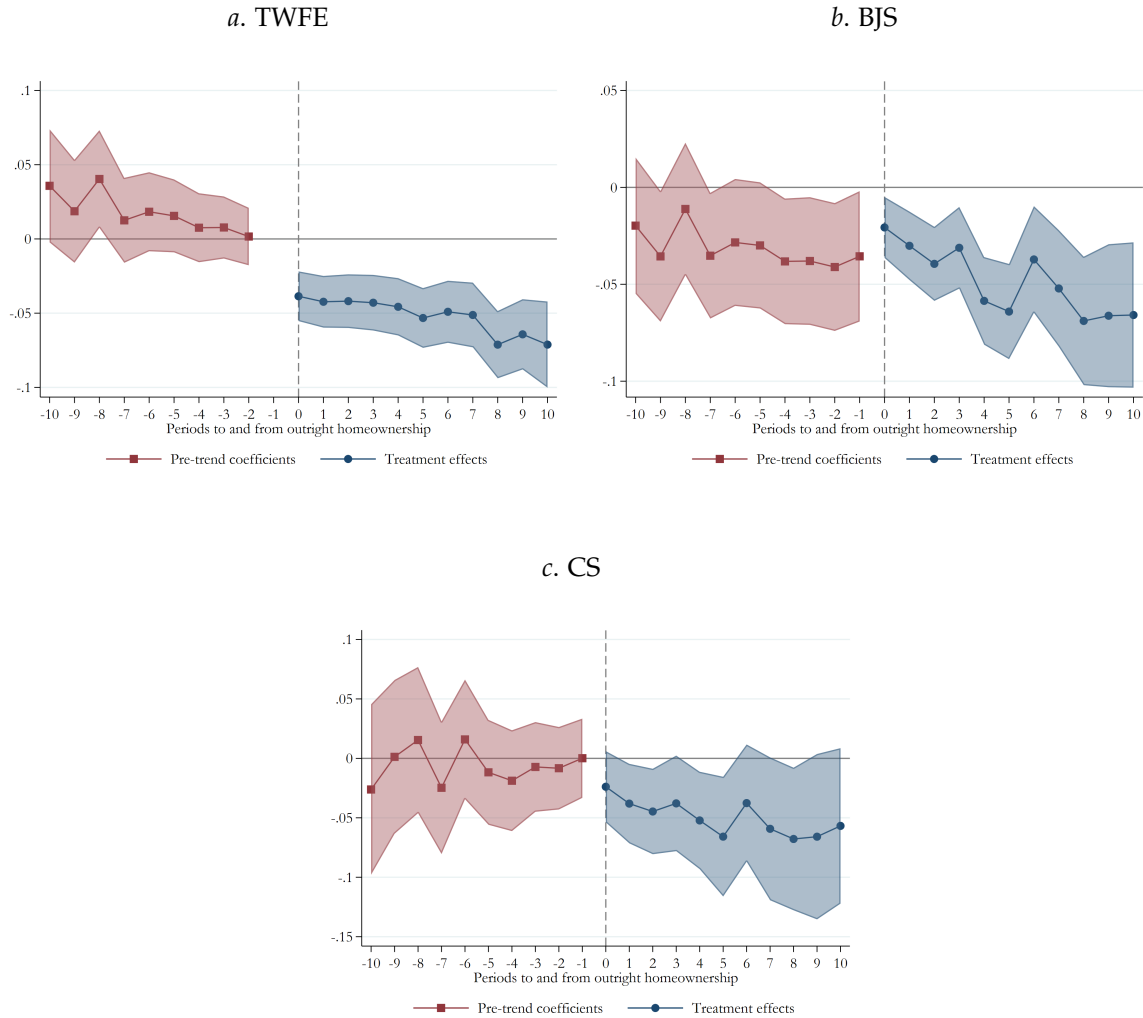 a. TWFE
.1
.05
0
-.05
-.1
-10 -9 -8 -7 -6 -5 -4 -3 -2 -1 0 1 2 3 4 5 6 7 8 9 10
Periods to and from outright homeownership
Pre-trend coefficients Treatment effects
b. BJS
.05
0
-.05
-.1
-10 -9 -8 -7 -6 -5 -4 -3 -2 -1 0 1 2 3 4 5 6 7 8 9 10
Periods to and from outright homeownership
Pre-trend coefficients Treatment effects
c. CS
.1
.05
0
-.05
-.1
-.15
-10 -9 -8 -7 -6 -5 -4 -3 -2 -1 0 1 2 3 4 5 6 7 8 9 10
Periods to and from outright homeownership
Pre-trend coefficients Treatment effects